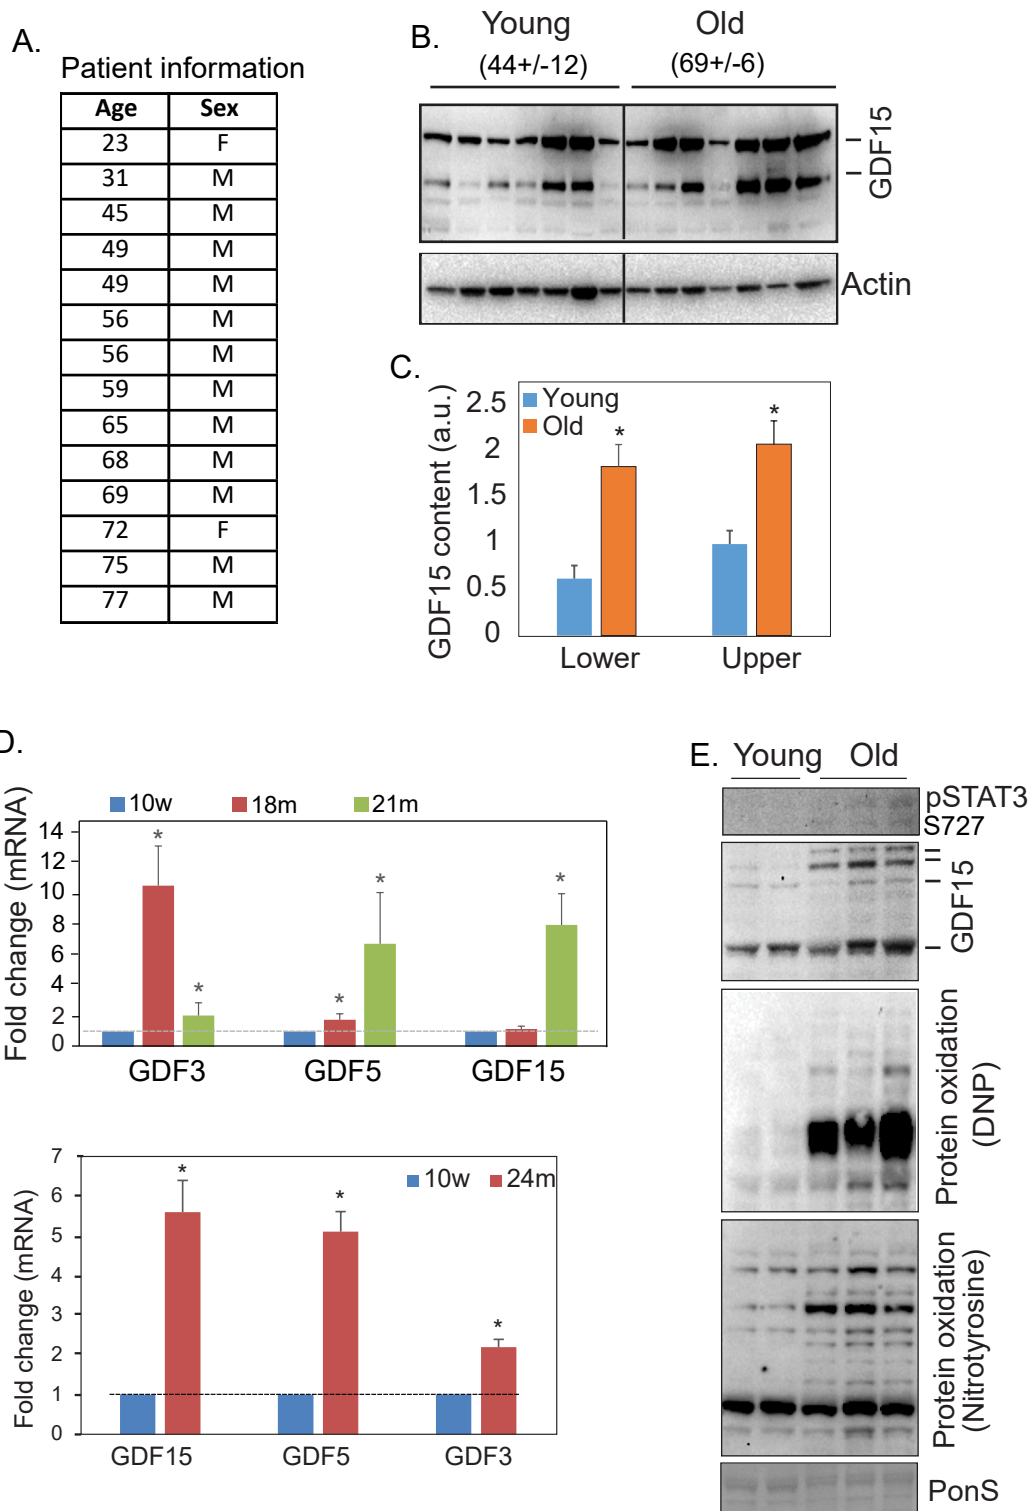 A.
Patient information
Age Sex
23 F
31 M
45 M
49 M
49 M
56 M
56 M
59 M
65 M
68 M
69 M
72 F
75 M
77 M
B.
Young Old
(44+/-12) (69+/-6)
GDF15
Actin
C.
GDF15 content (a.u.)
2.5
2
1.5
1
0.5
0
Young
Old
*
*
Lower Upper
D.
10w 18m 21m
Fold change (mRNA)
14
12
10
8
6
4
2
0
* * * * *
GDF3 GDF5 GDF15
Fold change (mRNA)
7
6
5
4
3
2
1
0
10w 24m
* * *
GDF15 GDF5 GDF3
E.
Young Old
pSTAT3
S727
GDF15
Protein oxidation
(DNP)
Protein oxidation
(Nitrotyrosine)
PonS